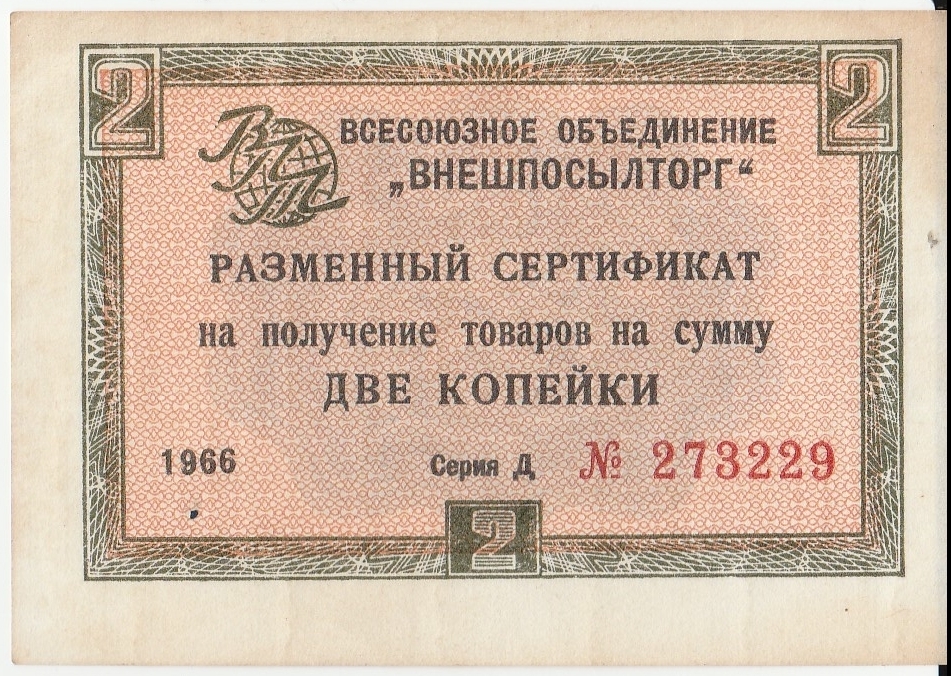 2 2
ВПТ
ВСЕСОЮЗНОЕ ОБЪЕДИНЕНИЕ
„ВНЕШПОСЫЛТОРГ“
РАЗМЕННЫЙ СЕРТИФИКАТ
на получение товаров на сумму
ДВЕ КОПЕЙКИ
1966 Серия Д № 273229
2